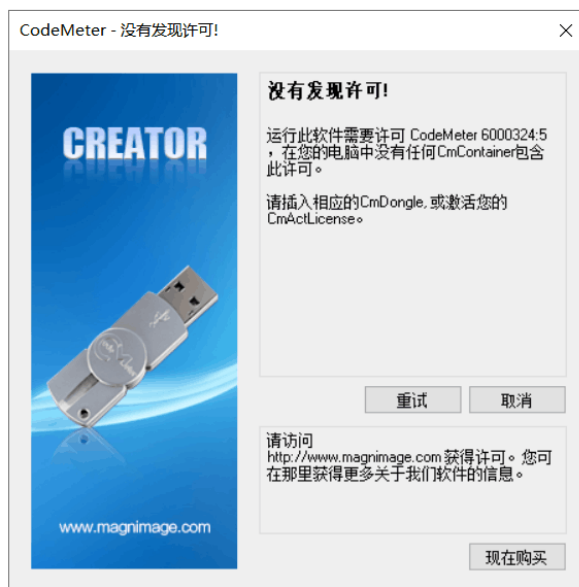 CodeMeter - 没有发现许可!
CREATOR
www.magnimage.com
没有发现许可!
运行此软件需要许可 CodeMeter 6000324:5
，在您的电脑中没有任何CmContainer包含
此许可。
请插入相应的CmDongle, 或激活您的
CmActLicense。
重试
取消
请访问
http://www.magnimage.com 获得许可。您可
在那里获得更多关于我们软件的信息。
现在购买